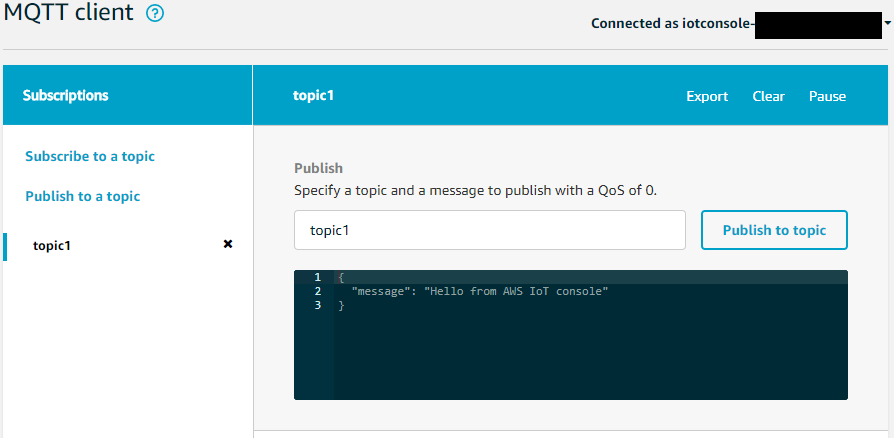 MQTT client ?
Connected as iotconsole-
Subscriptions
topic1 Export Clear Pause
Subscribe to a topic
Publish to a topic
topic1 ×
Publish
Specify a topic and a message to publish with a QoS of 0.
topic1 Publish to topic
1 {
2 "message": "Hello from AWS IoT console"
3 }